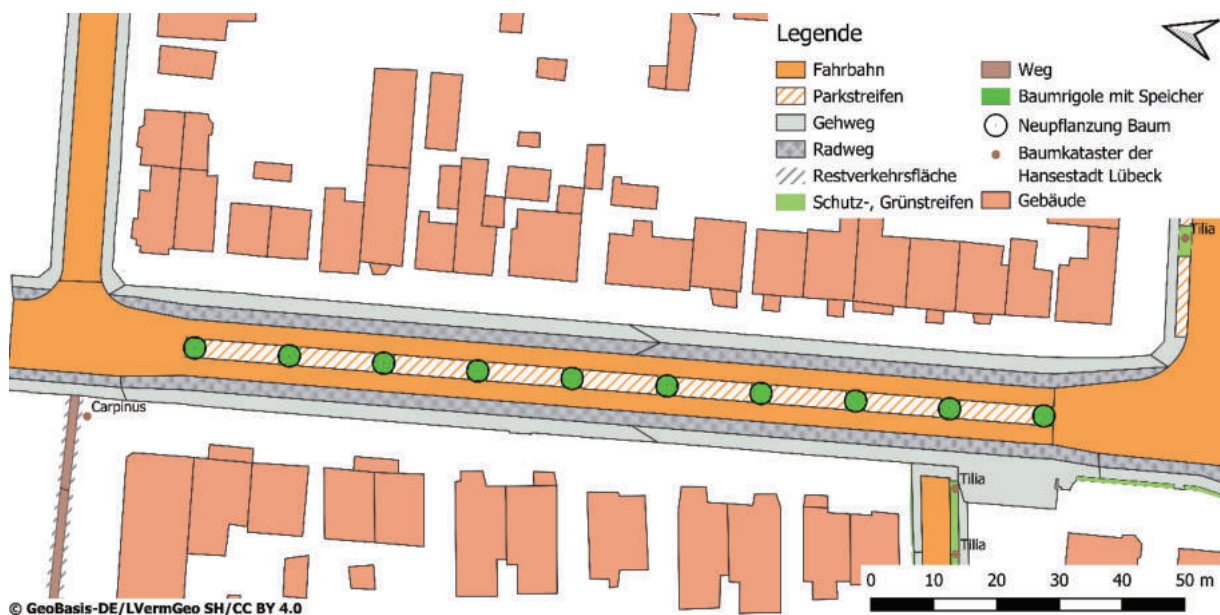 Legende
Fahrbahn
Parkstreifen
Gehweg
Radweg
Restverkehrsfläche
Schutz-, Grünstreifen
Weg
Baumrigole mit Speicher
Neupflanzung Baum
Baumkataster der
Hansestadt Lübeck
Gebäude
Tilia
Carpinus
Tilia
Tilia
0 10 20 30 40 50 m
© GeoBasis-DE/LVermGeo SH/CC BY 4.0